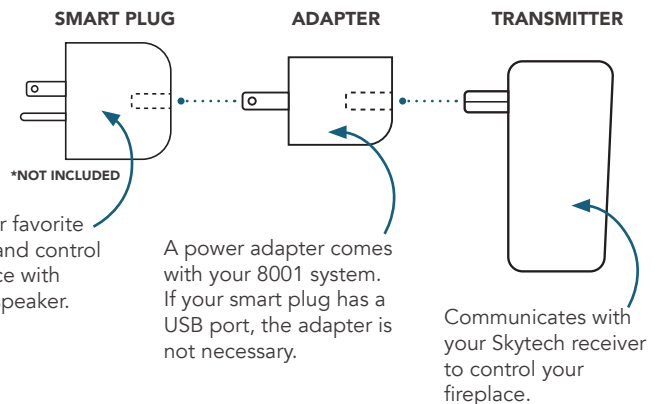 SMART PLUG
ADAPTER
TRANSMITTER
*NOT INCLUDED
favorite
and control
with
speaker.
A power adapter comes
with your 8001 system.
If your smart plug has a
USB port, the adapter is
not necessary.
Communicates with
your Skytech receiver
to control your
fireplace.